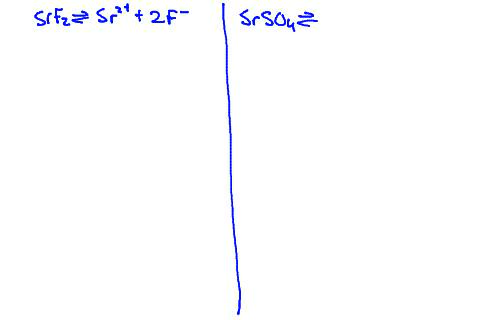 SrF₂ ⇌ Sr²⁺ + 2F⁻
SrSO₄ ⇌